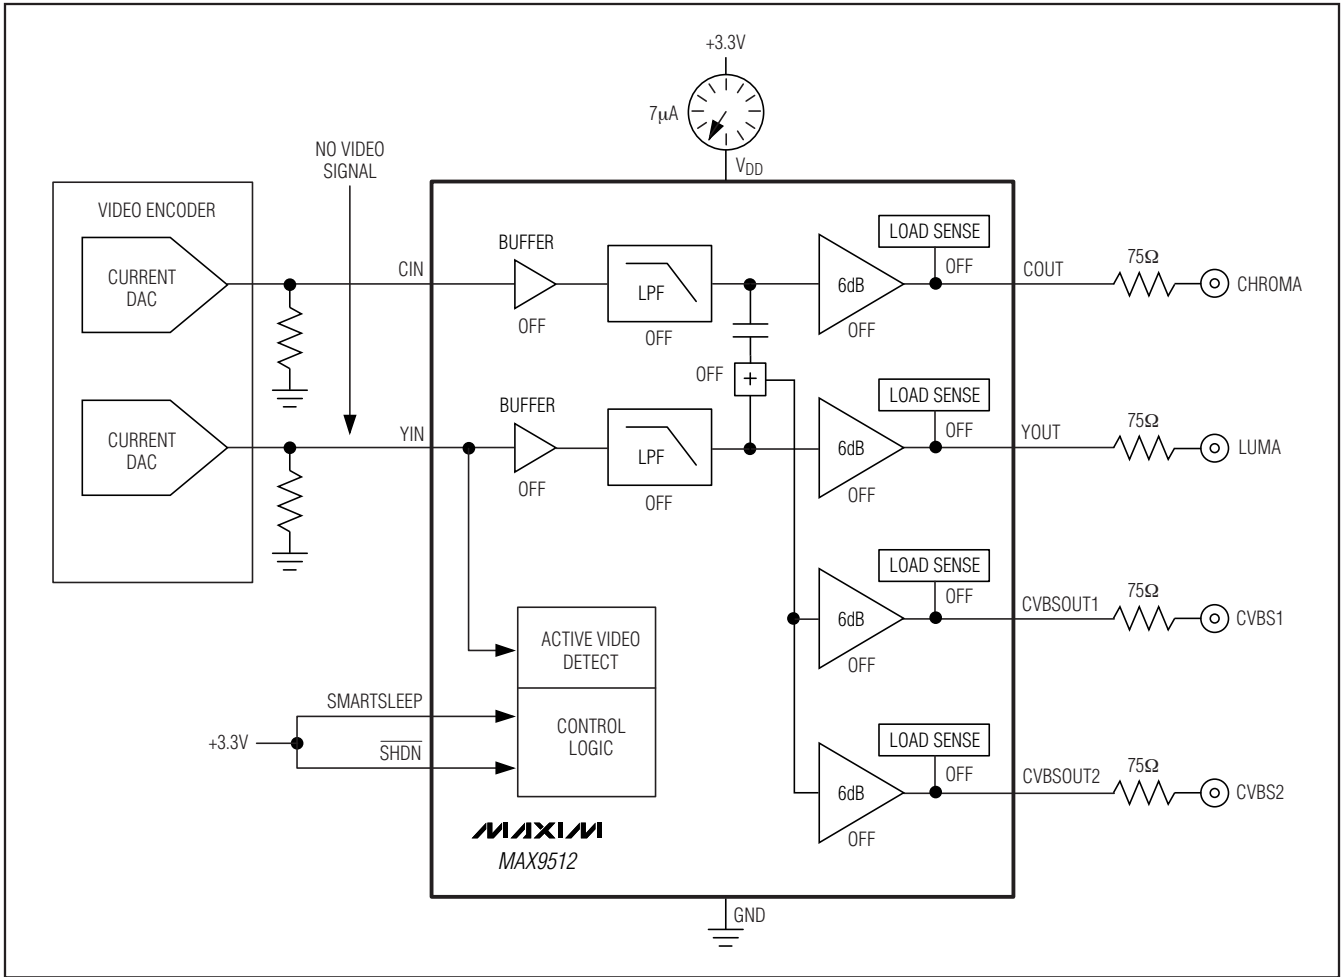 +3.3V
7µA
VDD
NO VIDEO
SIGNAL
VIDEO ENCODER
CURRENT
DAC
CIN
BUFFER
OFF
LPF
OFF
6dB
OFF
LOAD SENSE
OFF
COUT
75Ω
CHROMA
OFF
+
CURRENT
DAC
YIN
BUFFER
OFF
LPF
OFF
6dB
OFF
LOAD SENSE
OFF
YOUT
75Ω
LUMA
6dB
OFF
LOAD SENSE
OFF
CVBSOUT1
75Ω
CVBS1
ACTIVE VIDEO
DETECT
CONTROL
LOGIC
SMARTSLEEP
+3.3V
SHDN
6dB
OFF
LOAD SENSE
OFF
CVBSOUT2
75Ω
CVBS2
MAXIM
MAX9512
GND